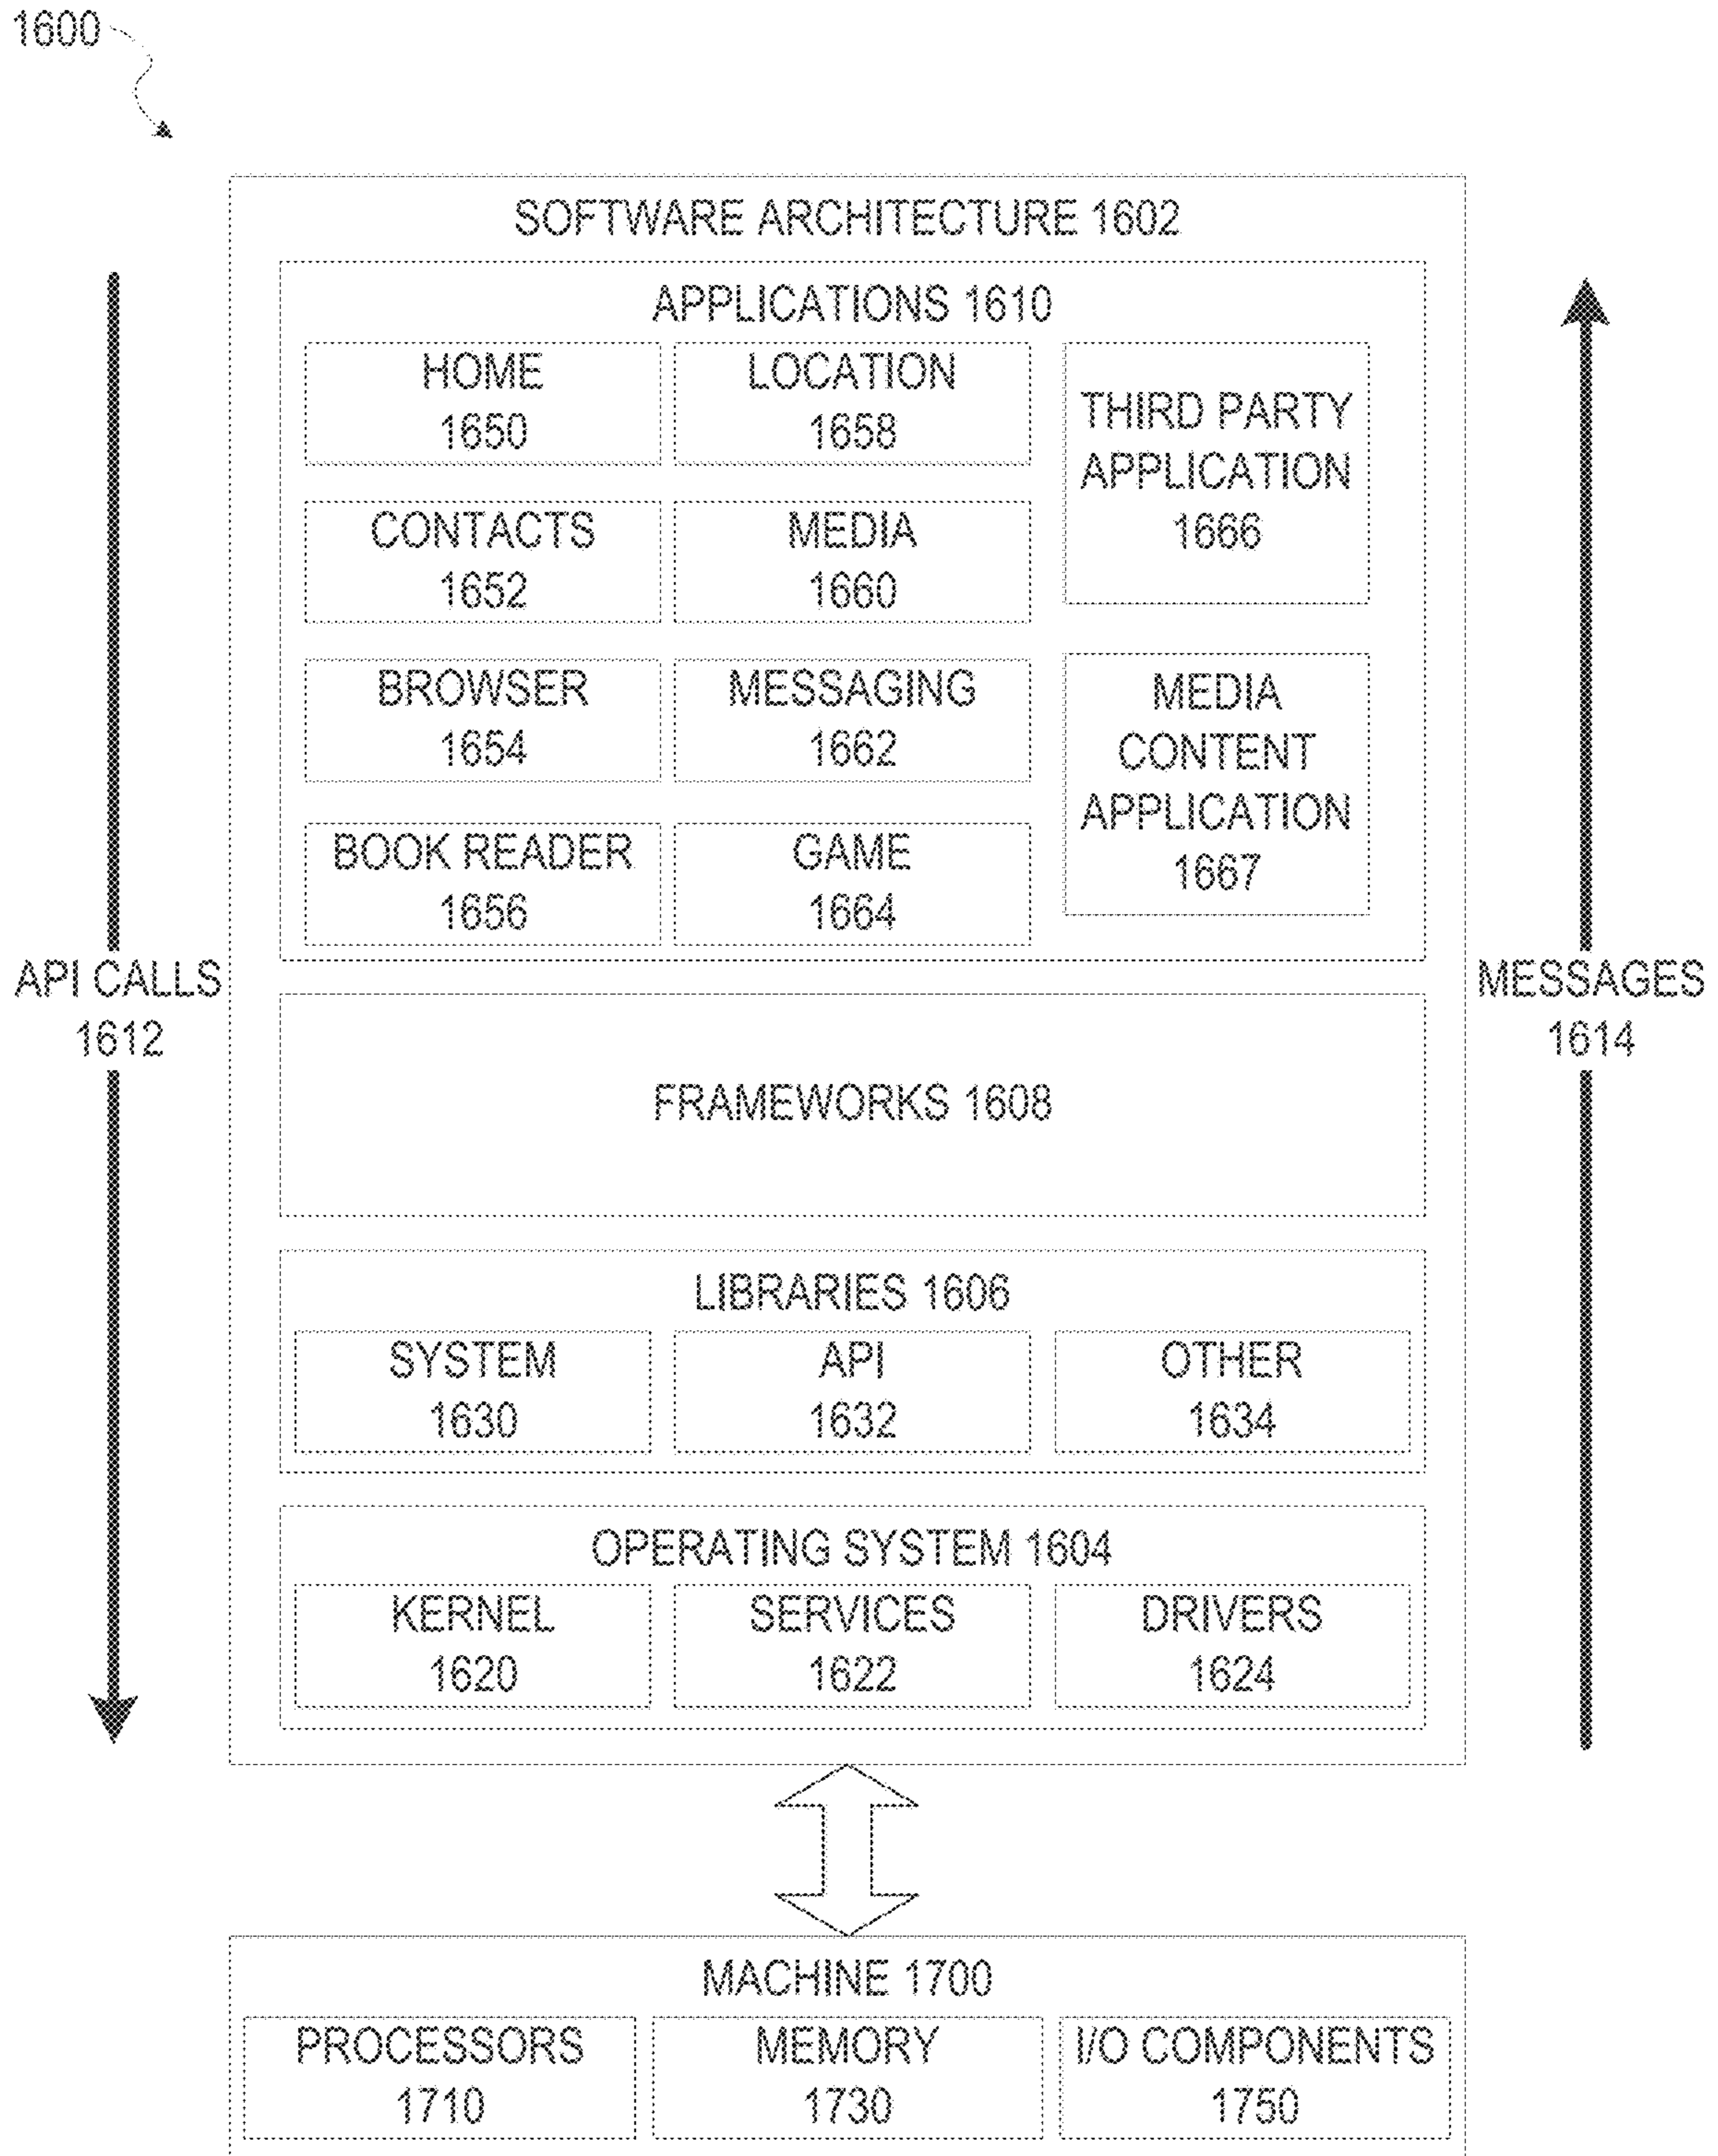 1600
SOFTWARE ARCHITECTURE 1602
APPLICATIONS 1610
HOME
1650
LOCATION
1658
THIRD PARTY
APPLICATION
1666
CONTACTS
1652
MEDIA
1660
BROWSER
1654
MESSAGING
1662
MEDIA
CONTENT
APPLICATION
1667
BOOK READER
1656
GAME
1664
API CALLS
1612
MESSAGES
1614
FRAMEWORKS 1608
LIBRARIES 1606
SYSTEM
1630
API
1632
OTHER
1634
OPERATING SYSTEM 1604
KERNEL
1620
SERVICES
1622
DRIVERS
1624
MACHINE 1700
PROCESSORS
1710
MEMORY
1730
I/O COMPONENTS
1750